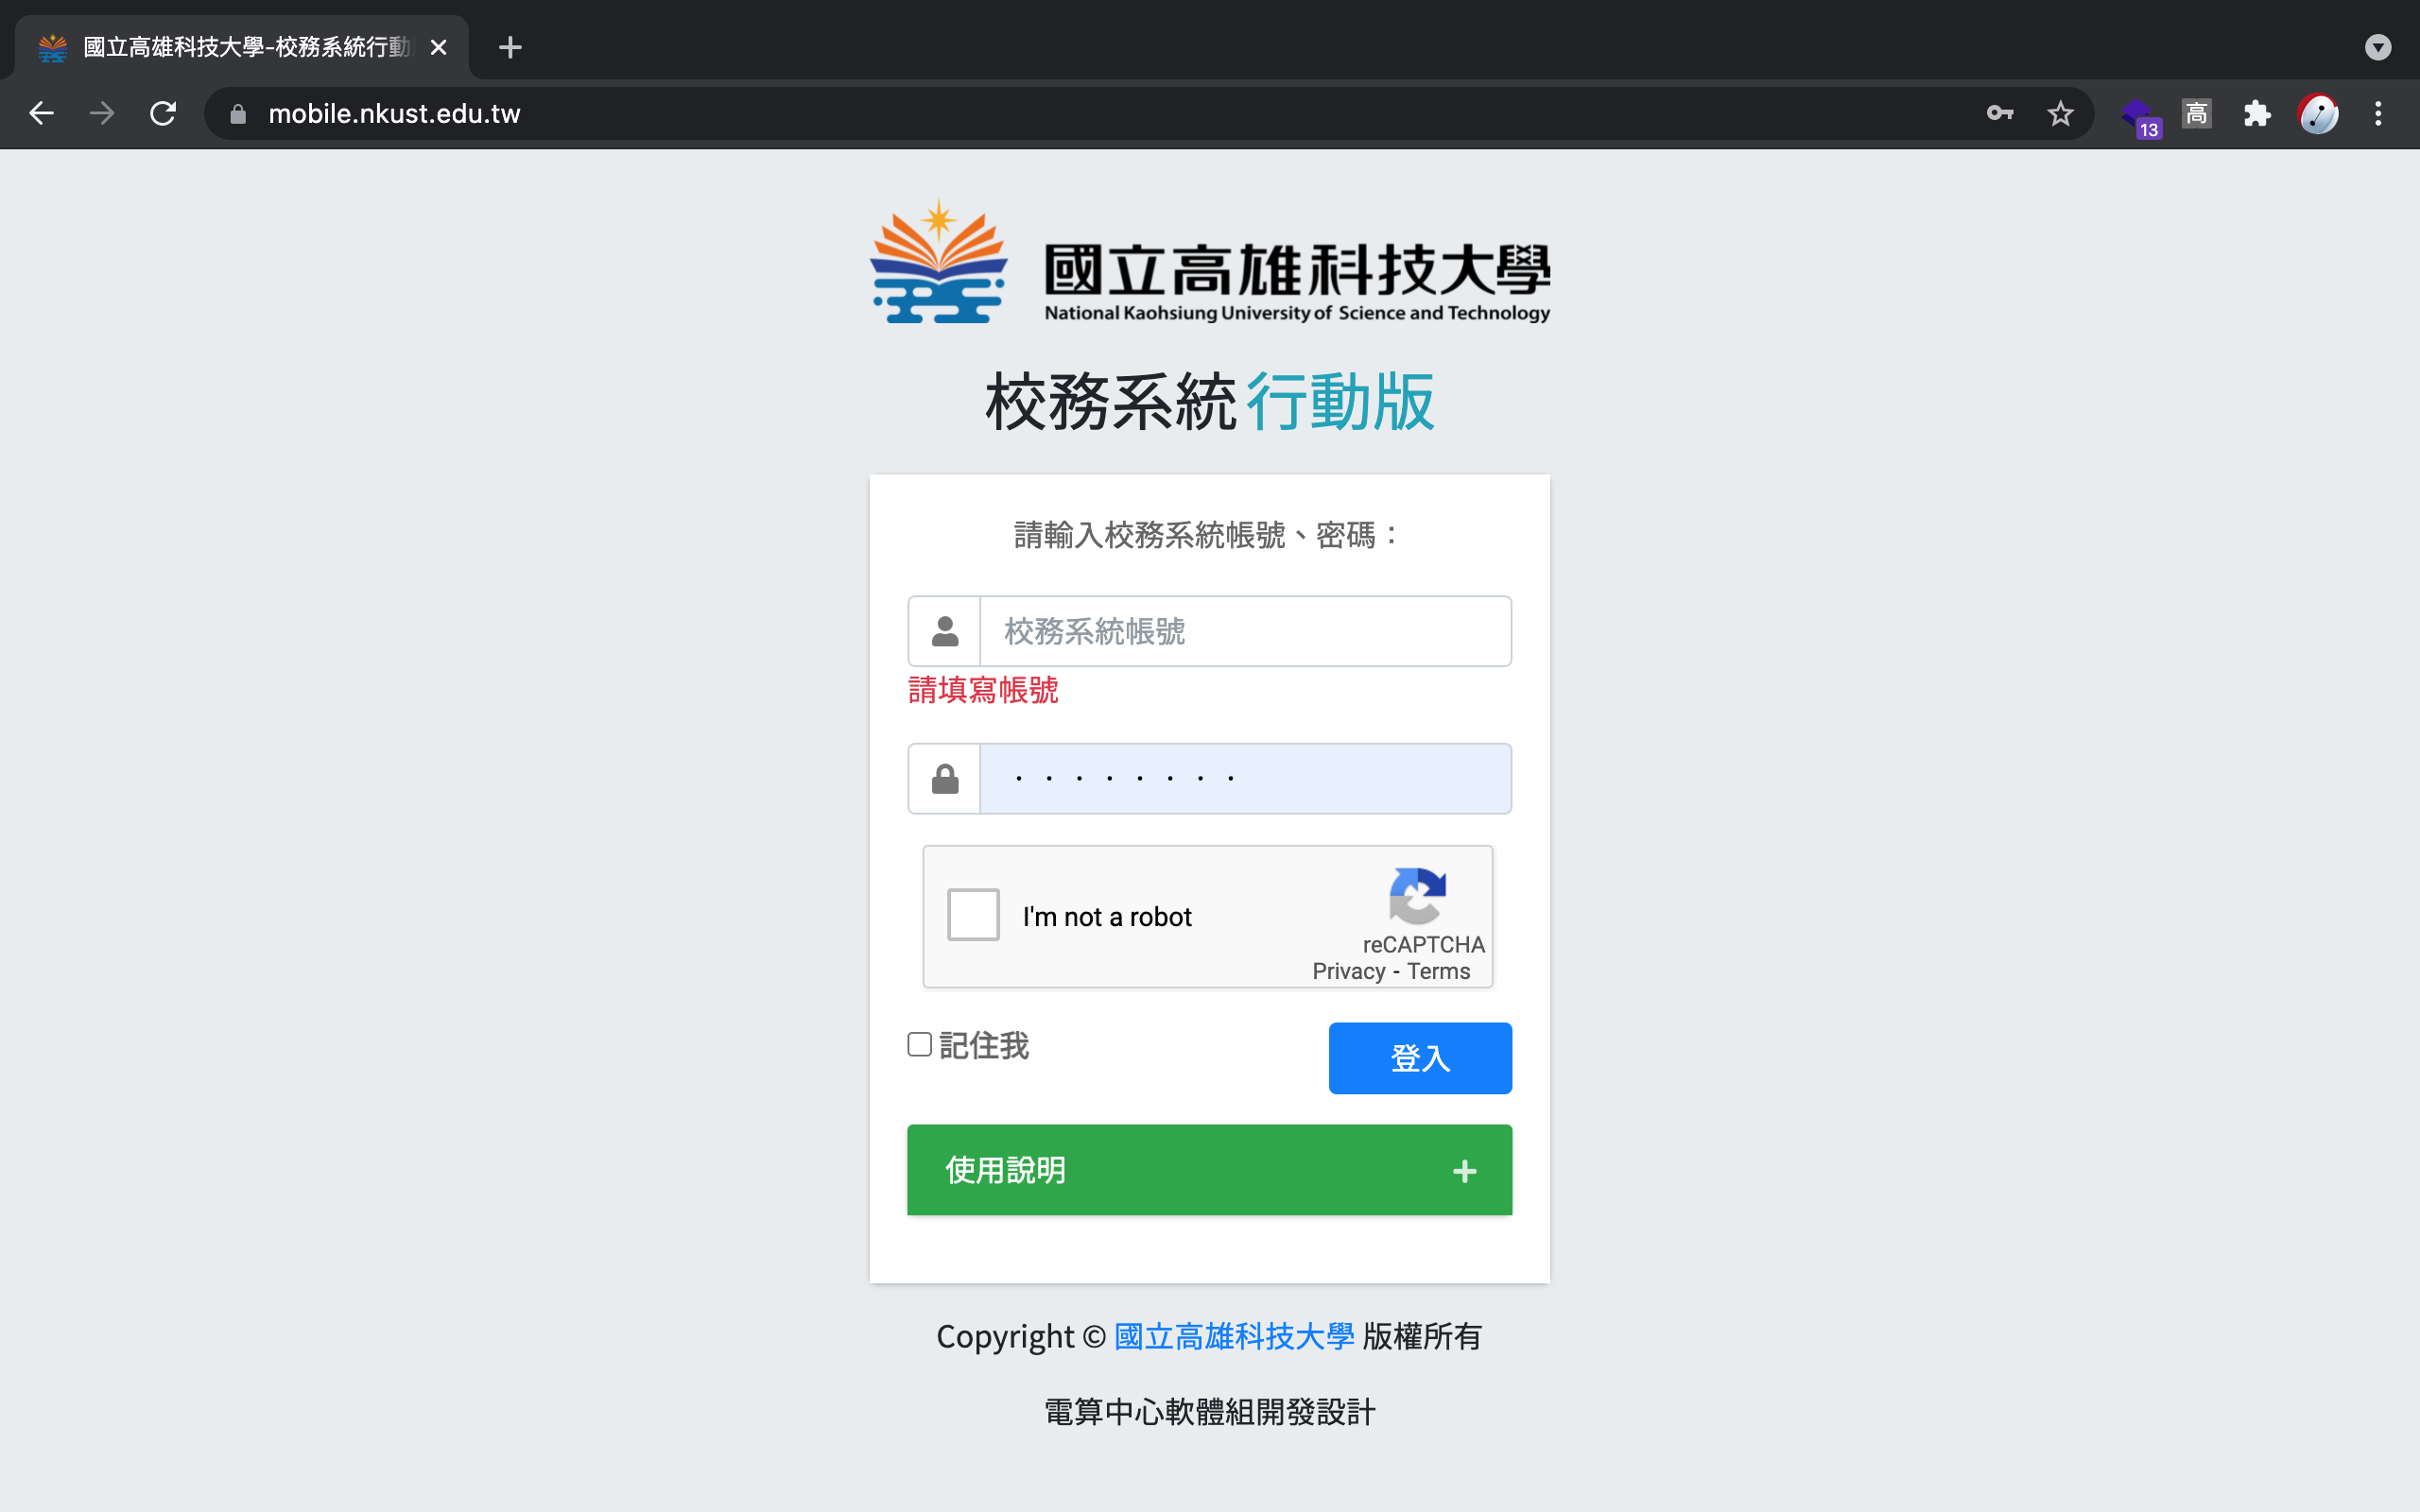 國立高雄科技大學-校務系統行動
mobile.nkust.edu.tw
13
高
國立高雄科技大學
National Kaohsiung University of Science and Technology
校務系統行動版
請輸入校務系統帳號、密碼：
校務系統帳號
請填寫帳號
I'm not a robot
reCAPTCHA
Privacy - Terms
記住我
登入
使用說明
Copyright © 國立高雄科技大學 版權所有
電算中心軟體組開發設計